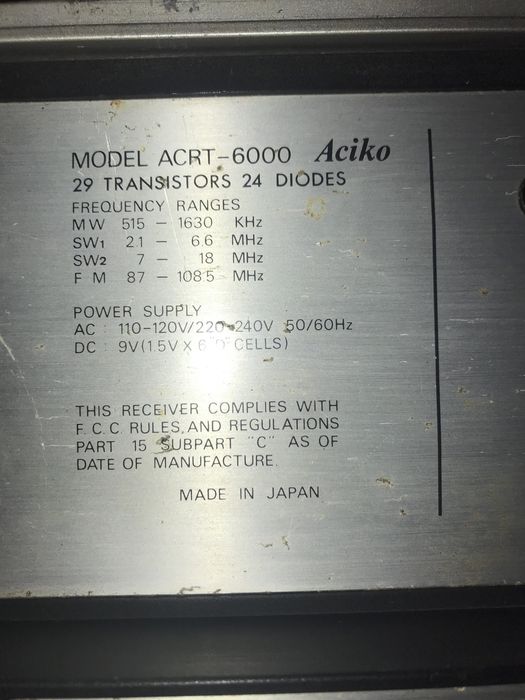 MODEL ACRT-6000 Aciko
29 TRANSISTORS 24 DIODES
FREQUENCY RANGES
MW 515 - 1630 KHz
SW1 2.1 - 6.6 MHz
SW2 7 - 18 MHz
FM 87 - 108.5 MHz
POWER SUPPLY
AC : 110-120V/220-240V 50/60Hz
DC : 9V(1.5V X 6 "D" CELLS)
THIS RECEIVER COMPLIES WITH
F.C.C. RULES AND REGULATIONS
PART 15 SUBPART "C" AS OF
DATE OF MANUFACTURE.
MADE IN JAPAN